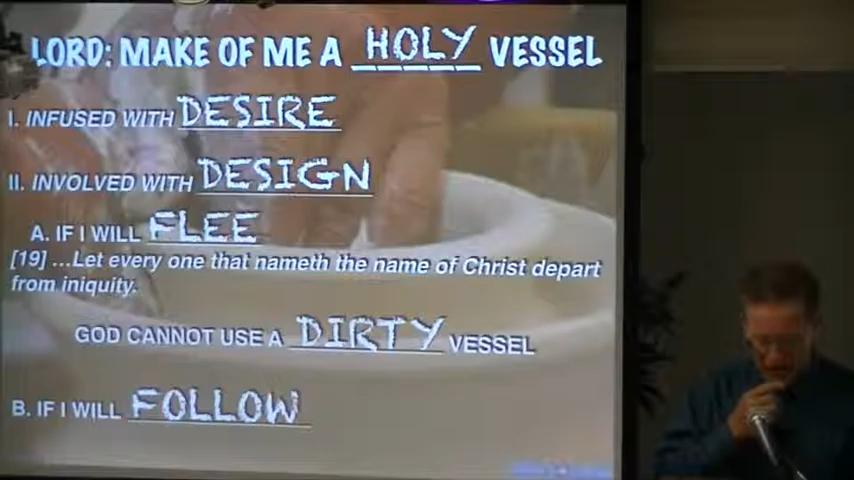 LORD: MAKE OF ME A HOLY VESSEL
I. INFUSED WITH DESIRE
II. INVOLVED WITH DESIGN
A. IF I WILL FLEE
[19] ...Let every one that nameth the name of Christ depart
from iniquity.
GOD CANNOT USE A DIRTY VESSEL
B. IF I WILL FOLLOW